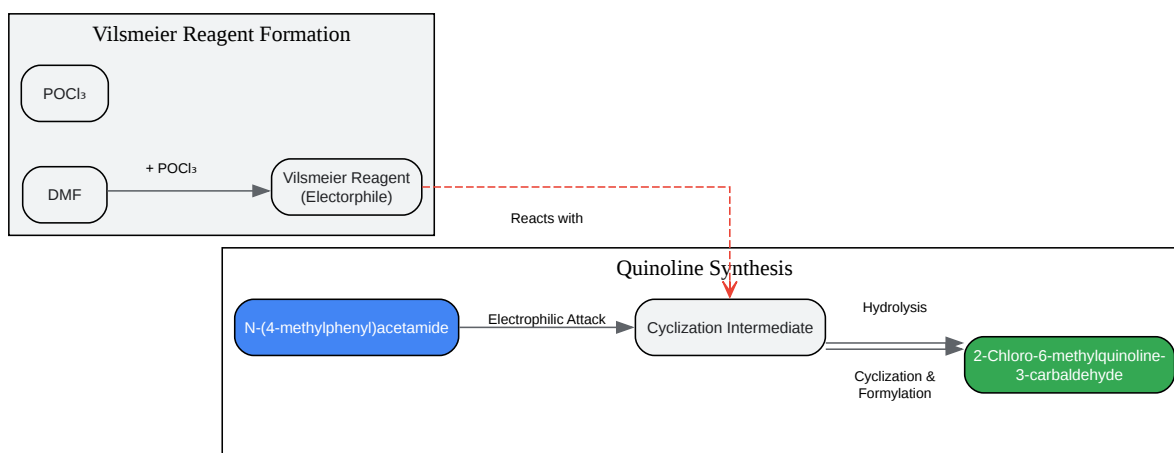 Vilsmeier Reagent Formation
POCl₃
DMF
+ POCl₃
Vilsmeier Reagent
(Electorphile)
Reacts with
Quinoline Synthesis
N-(4-methylphenyl)acetamide
Electrophilic Attack
Cyclization Intermediate
Hydrolysis
Cyclization &
Formylation
2-Chloro-6-methylquinoline-
3-carbaldehyde